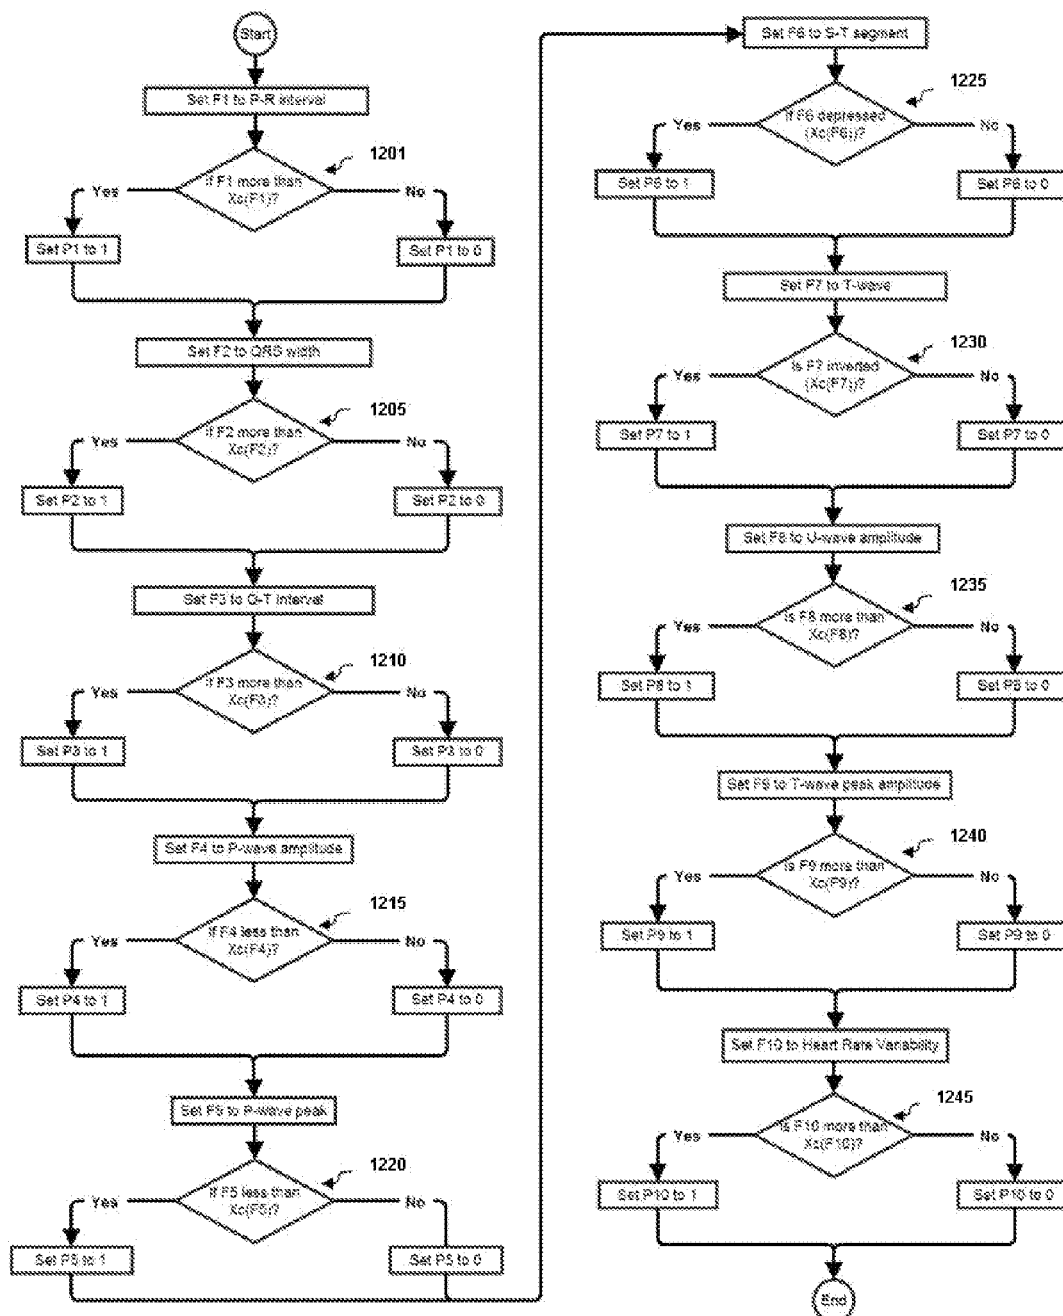 Start
Set F1 to P-R interval
1201
If F1 more than
Xc(F1)?
Yes
No
Set P1 to 1
Set P1 to 0
Set F2 to QRS width
1205
If F2 more than
Xc(F2)?
Yes
No
Set P2 to 1
Set P2 to 0
Set F3 to Q-T interval
1210
If F3 more than
Xc(F3)?
Yes
No
Set P3 to 1
Set P3 to 0
Set F4 to P-wave amplitude
1215
If F4 less than
Xc(F4)?
Yes
No
Set P4 to 1
Set P4 to 0
Set F5 to P-wave peak
1220
If F5 less than
Xc(F5)?
Yes
No
Set P5 to 1
Set P5 to 0
Set F6 to S-T segment
1225
If F6 depressed
(Xc(F6))?
Yes
No
Set P6 to 1
Set P6 to 0
Set F7 to T-wave
1230
Is F7 inverted
(Xc(F7))?
Yes
No
Set P7 to 1
Set P7 to 0
Set F8 to U-wave amplitude
1235
Is F8 more than
Xc(F8)?
Yes
No
Set P8 to 1
Set P8 to 0
Set F9 to T-wave peak amplitude
1240
Is F9 more than
Xc(F9)?
Yes
No
Set P9 to 1
Set P9 to 0
Set F10 to Heart Rate Variability
1245
Is F10 more than
Xc(F10)?
Yes
No
Set P10 to 1
Set P10 to 0
End